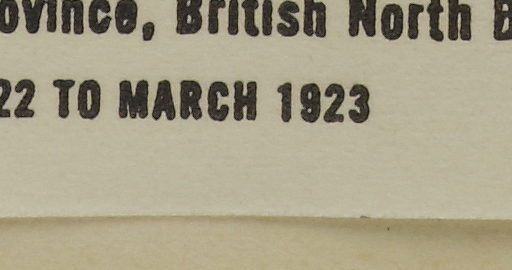 ovince, British North B
22 TO MARCH 1923